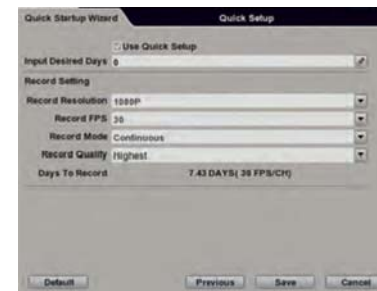 Quick Startup Wizard
Quick Setup
Use Quick Setup
Input Desired Days 0
Record Setting
Record Resolution 1080P
Record FPS 30
Record Mode Continuous
Record Quality Highest
Days To Record 7.43 DAYS( 30 FPS/CH)
Default Previous Save Cancel